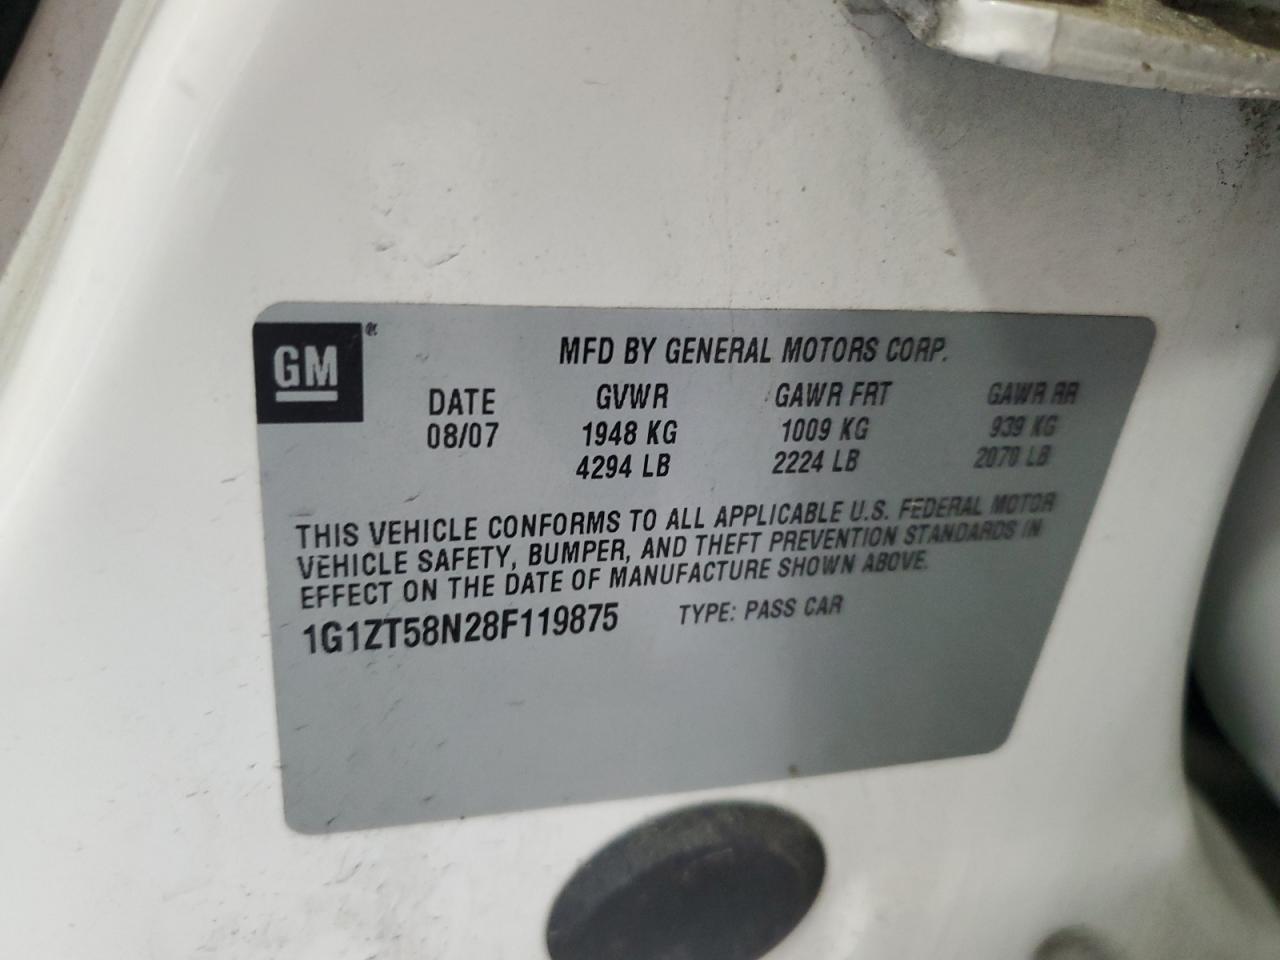 GM ®
MFD BY GENERAL MOTORS CORP.
DATE GVWR GAWR FRT GAWR RR
08/07 1948 KG 1009 KG 939 KG
4294 LB 2224 LB 2070 LB
THIS VEHICLE CONFORMS TO ALL APPLICABLE U.S. FEDERAL MOTOR
VEHICLE SAFETY, BUMPER, AND THEFT PREVENTION STANDARDS IN
EFFECT ON THE DATE OF MANUFACTURE SHOWN ABOVE.
1G1ZT58N28F119875 TYPE: PASS CAR